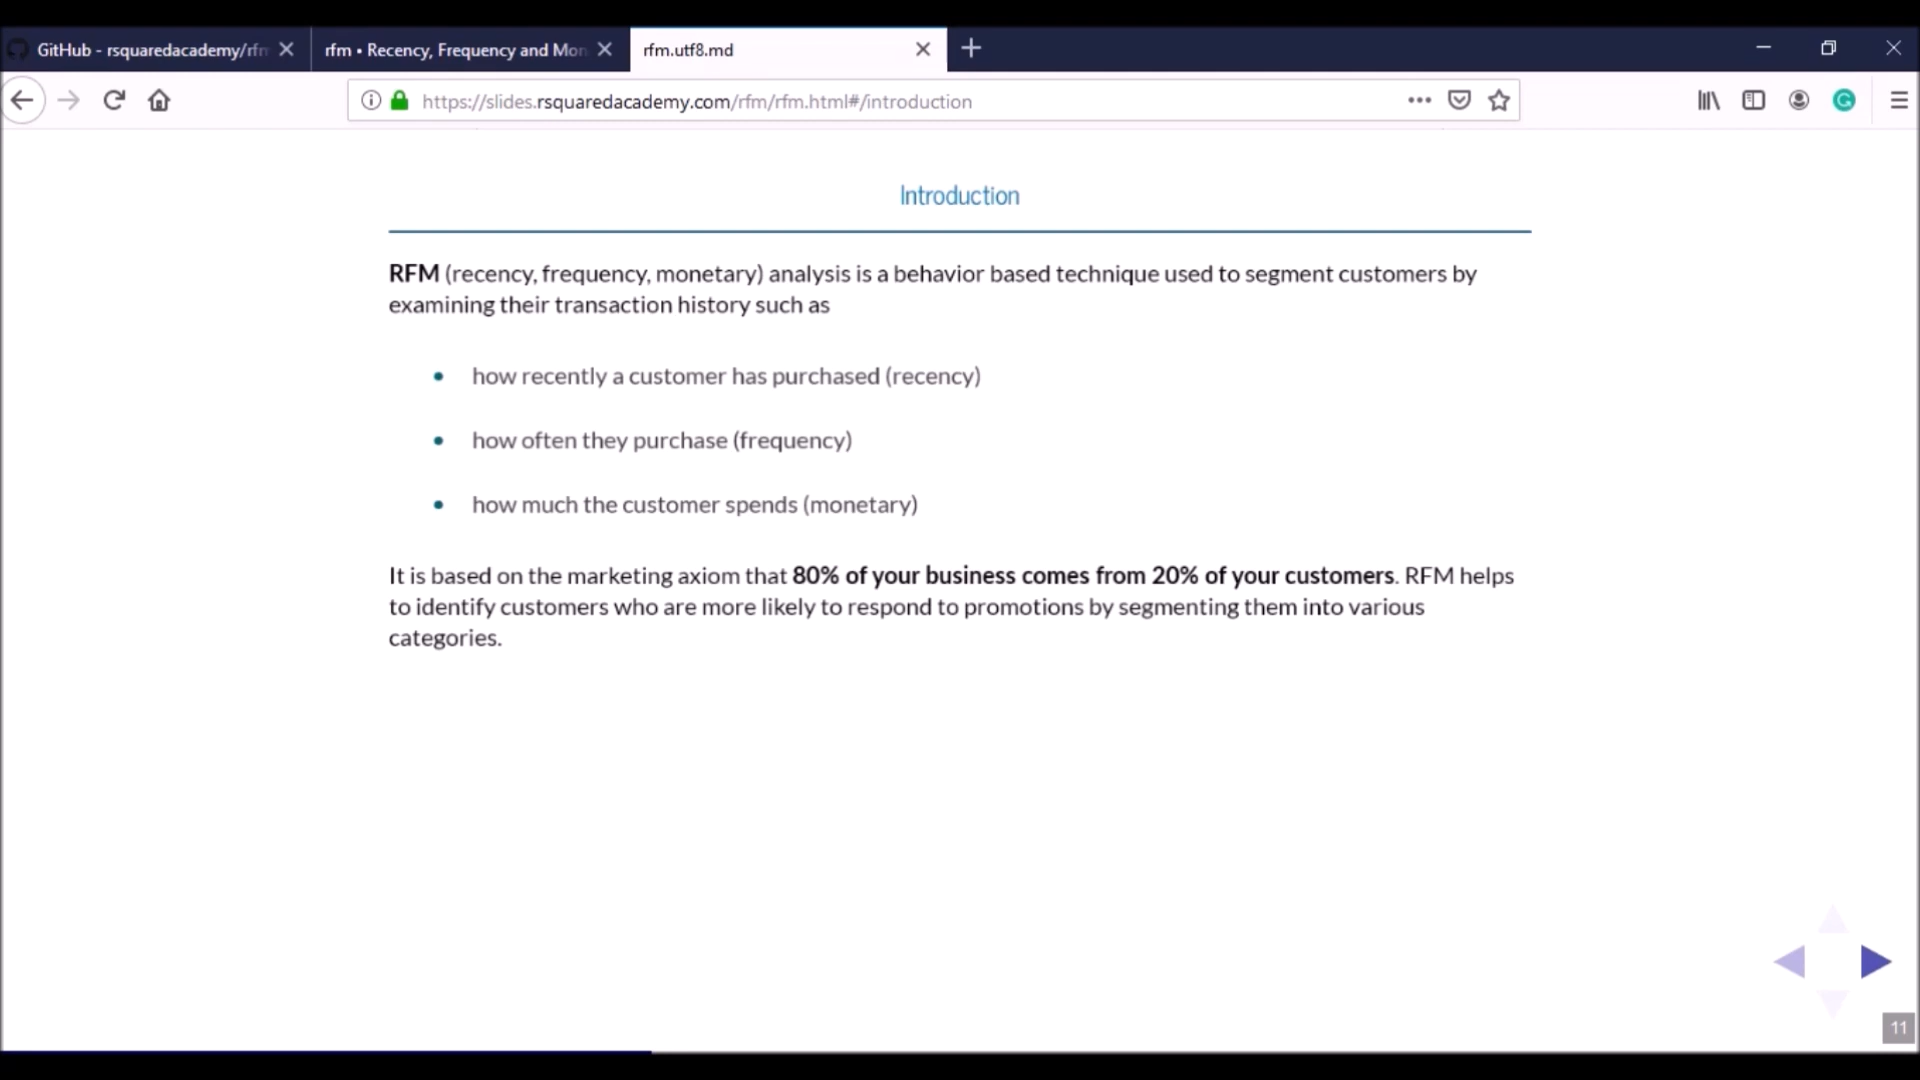 GitHub - rsquaredacademy/rfm
rfm • Recency, Frequency and Mon
rfm.utf8.md
https://slides.rsquaredacademy.com/rfm/rfm.html#/introduction
Introduction
RFM (recency, frequency, monetary) analysis is a behavior based technique used to segment customers by
examining their transaction history such as
• how recently a customer has purchased (recency)
• how often they purchase (frequency)
• how much the customer spends (monetary)
It is based on the marketing axiom that 80% of your business comes from 20% of your customers. RFM helps
to identify customers who are more likely to respond to promotions by segmenting them into various
categories.
11